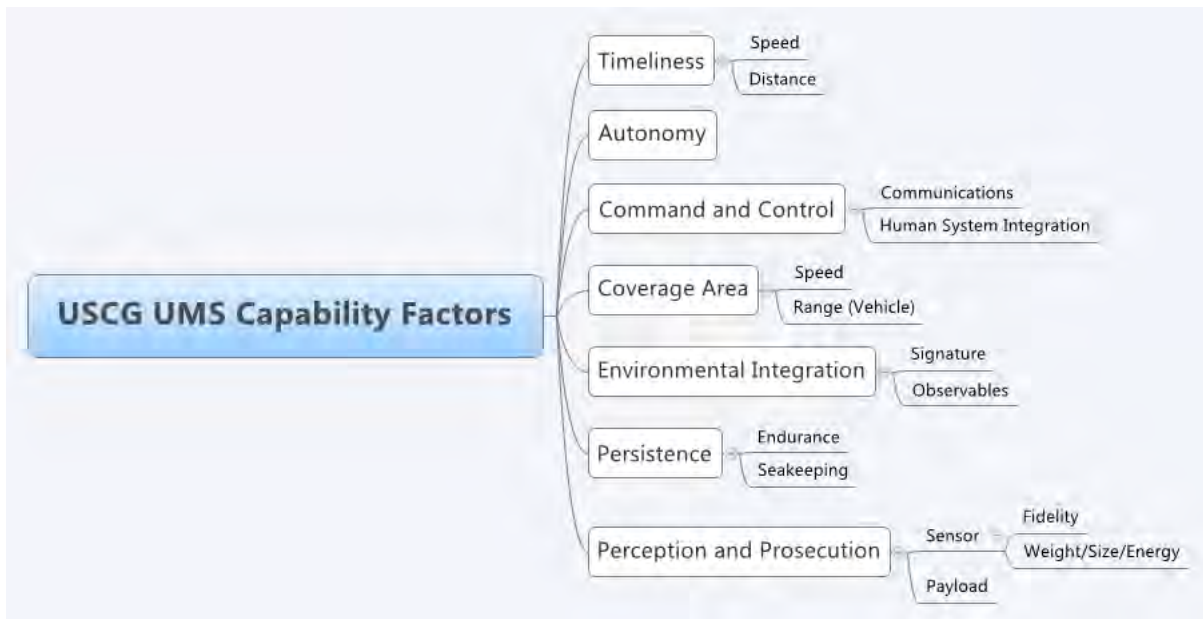 USCG UMS Capability Factors
Timeliness
Speed
Distance
Autonomy
Command and Control
Communications
Human System Integration
Coverage Area
Speed
Range (Vehicle)
Environmental Integration
Signature
Observables
Persistence
Endurance
Seakeeping
Perception and Prosecution
Sensor
Fidelity
Weight/Size/Energy
Payload